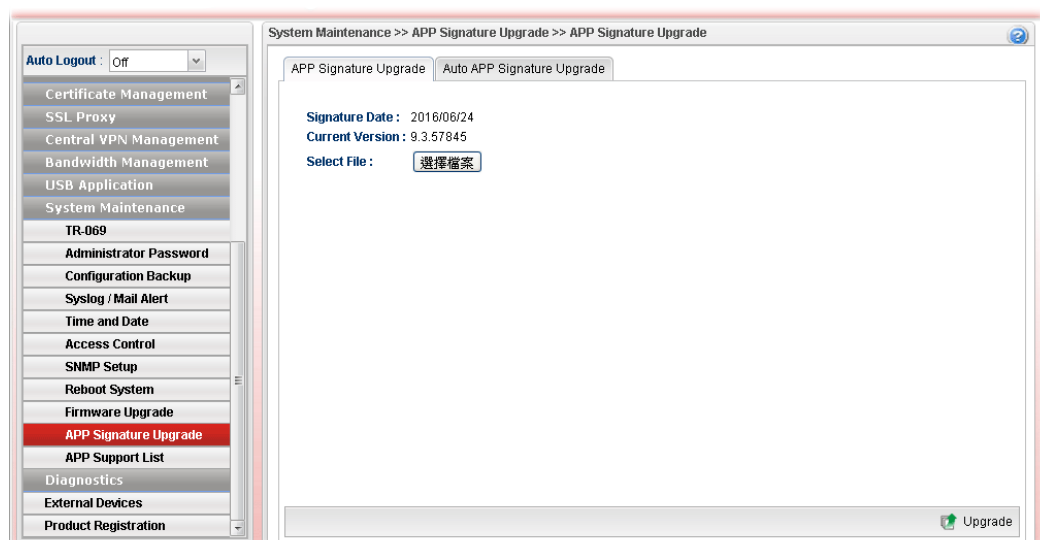 System Maintenance >> APP Signature Upgrade >> APP Signature Upgrade
Auto Logout : Off
Certificate Management
SSL Proxy
Central VPN Management
Bandwidth Management
USB Application
System Maintenance
TR-069
Administrator Password
Configuration Backup
Syslog / Mail Alert
Time and Date
Access Control
SNMP Setup
Reboot System
Firmware Upgrade
APP Signature Upgrade
APP Support List
Diagnostics
External Devices
Product Registration
APP Signature Upgrade
Auto APP Signature Upgrade
Signature Date : 2016/06/24
Current Version : 9.3.57845
Select File : 選擇檔案
Upgrade